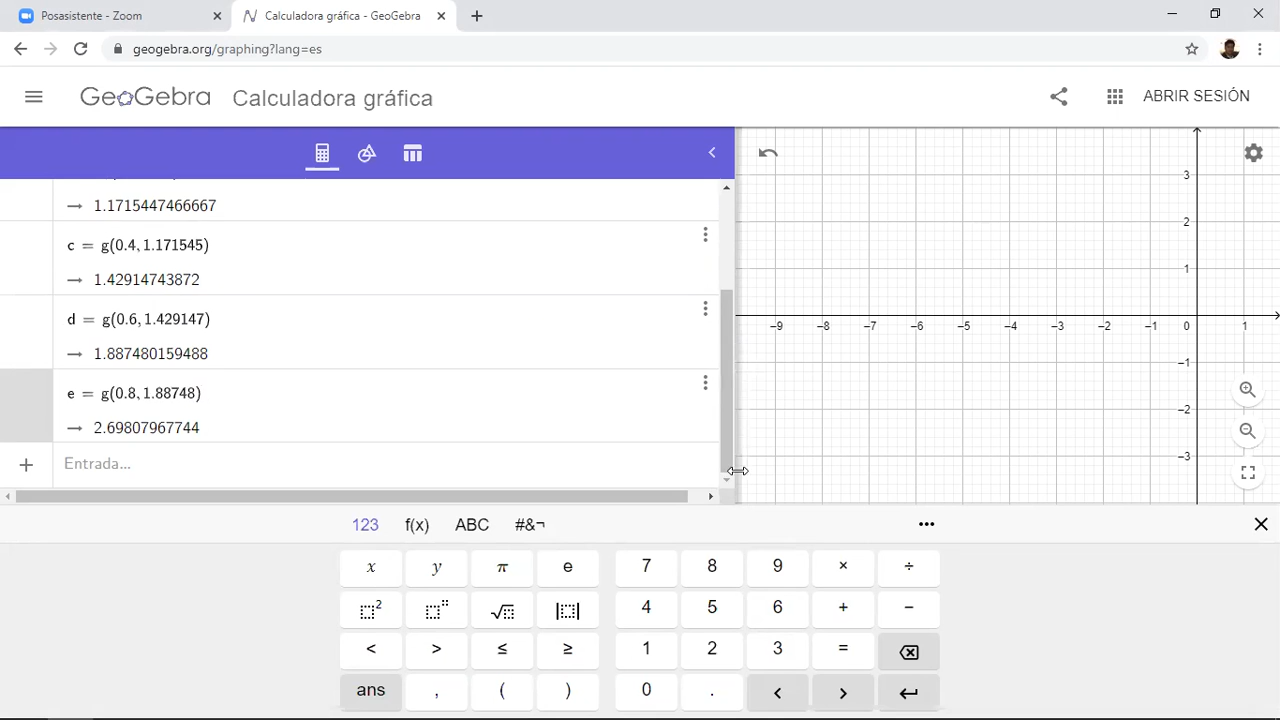 Posasistente - Zoom
Calculadora gráfica - GeoGebra
geogebra.org/graphing?lang=es
GeoGebra Calculadora gráfica
ABRIR SESIÓN
→ 1.1715447466667
c = g(0.4, 1.171545)
→ 1.42914743872
d = g(0.6, 1.429147)
→ 1.887480159488
e = g(0.8, 1.88748)
→ 2.69807967744
+ Entrada...
3
2
1
−9 −8 −7 −6 −5 −4 −3 −2 −1 0 1
−1
−2
−3
123 f(x) ABC #&¬ •••
x y π e 7 8 9 × ÷
2 √ 4 5 6 + −
< > ≤ ≥ 1 2 3 =
ans , ( ) 0 . < >